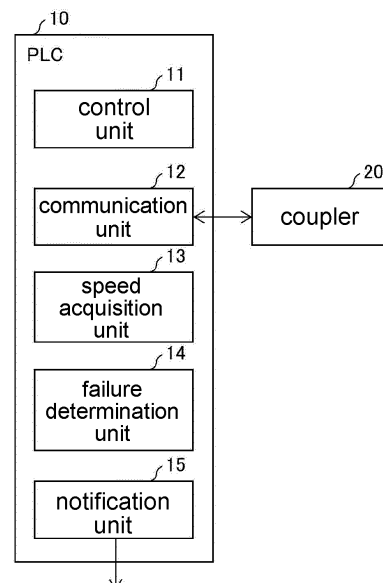 10
PLC
11
control
unit
12
communication
unit
20
coupler
13
speed
acquisition
unit
14
failure
determination
unit
15
notification
unit